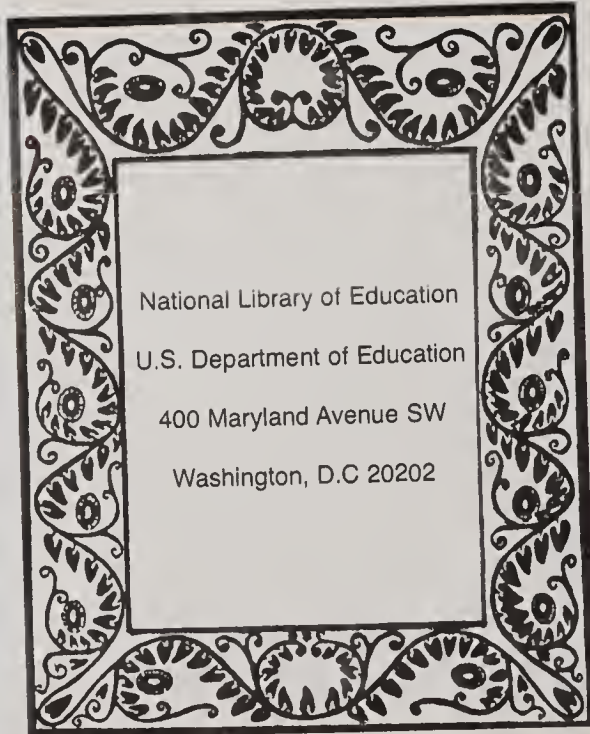 National Library of Education
U.S. Department of Education
400 Maryland Avenue SW
Washington, D.C 20202